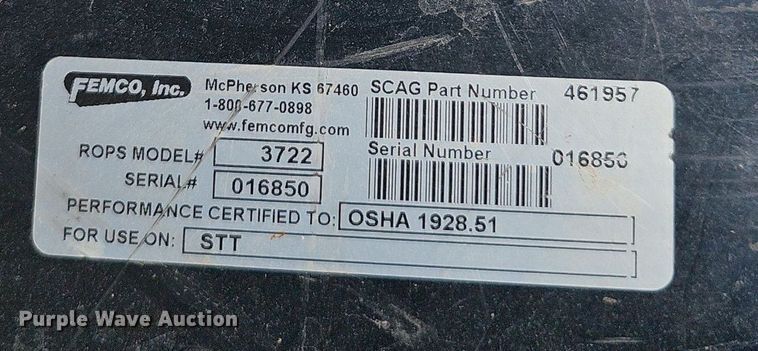 FEMCO, Inc. McPherson KS 67460 SCAG Part Number 461957
1-800-677-0898
www.femcomfg.com
Serial Number 016850
ROPS MODEL# 3722
SERIAL# 016850
PERFORMANCE CERTIFIED TO: OSHA 1928.51
FOR USE ON: STT
Purple Wave Auction